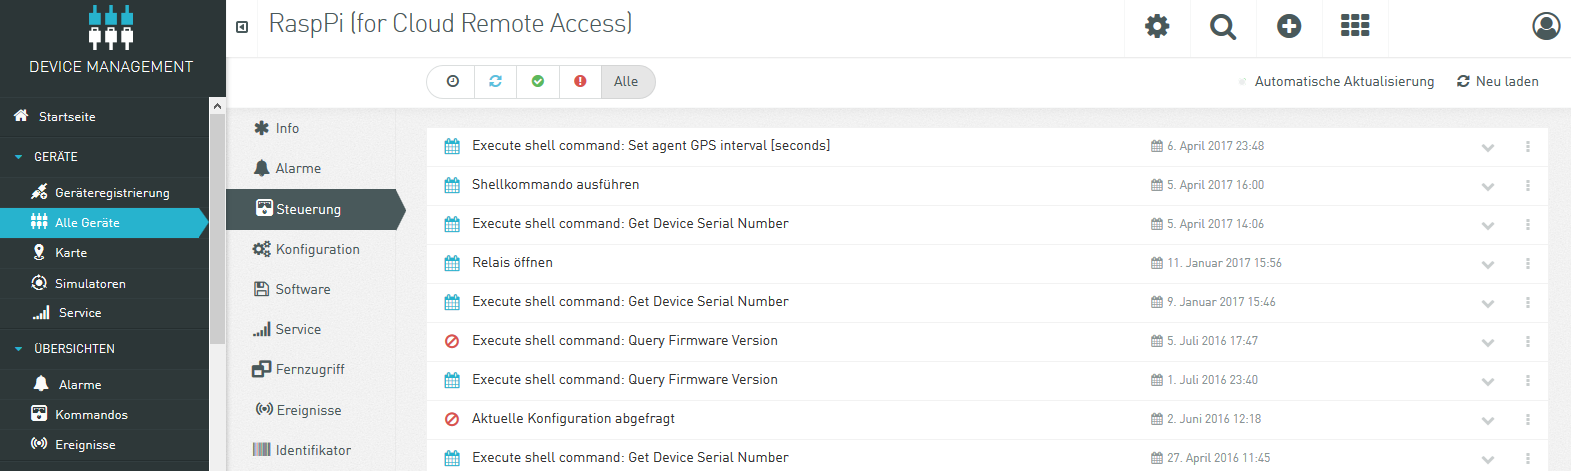 RaspPi (for Cloud Remote Access)
DEVICE MANAGEMENT
Alle
Automatische Aktualisierung
Neu laden
Startseite
GERÄTE
Geräteregistrierung
Alle Geräte
Karte
Simulatoren
Service
ÜBERSICHTEN
Alarme
Kommandos
Ereignisse
Info
Alarme
Steuerung
Konfiguration
Software
Service
Fernzugriff
Ereignisse
Identifikator
Execute shell command: Set agent GPS interval [seconds] 6. April 2017 23:48
Shellkommando ausführen 5. April 2017 16:00
Execute shell command: Get Device Serial Number 5. April 2017 14:06
Relais öffnen 11. Januar 2017 15:56
Execute shell command: Get Device Serial Number 9. Januar 2017 15:46
Execute shell command: Query Firmware Version 5. Juli 2016 17:47
Execute shell command: Query Firmware Version 1. Juli 2016 23:40
Aktuelle Konfiguration abgefragt 2. Juni 2016 12:18
Execute shell command: Get Device Serial Number 27. April 2016 11:45